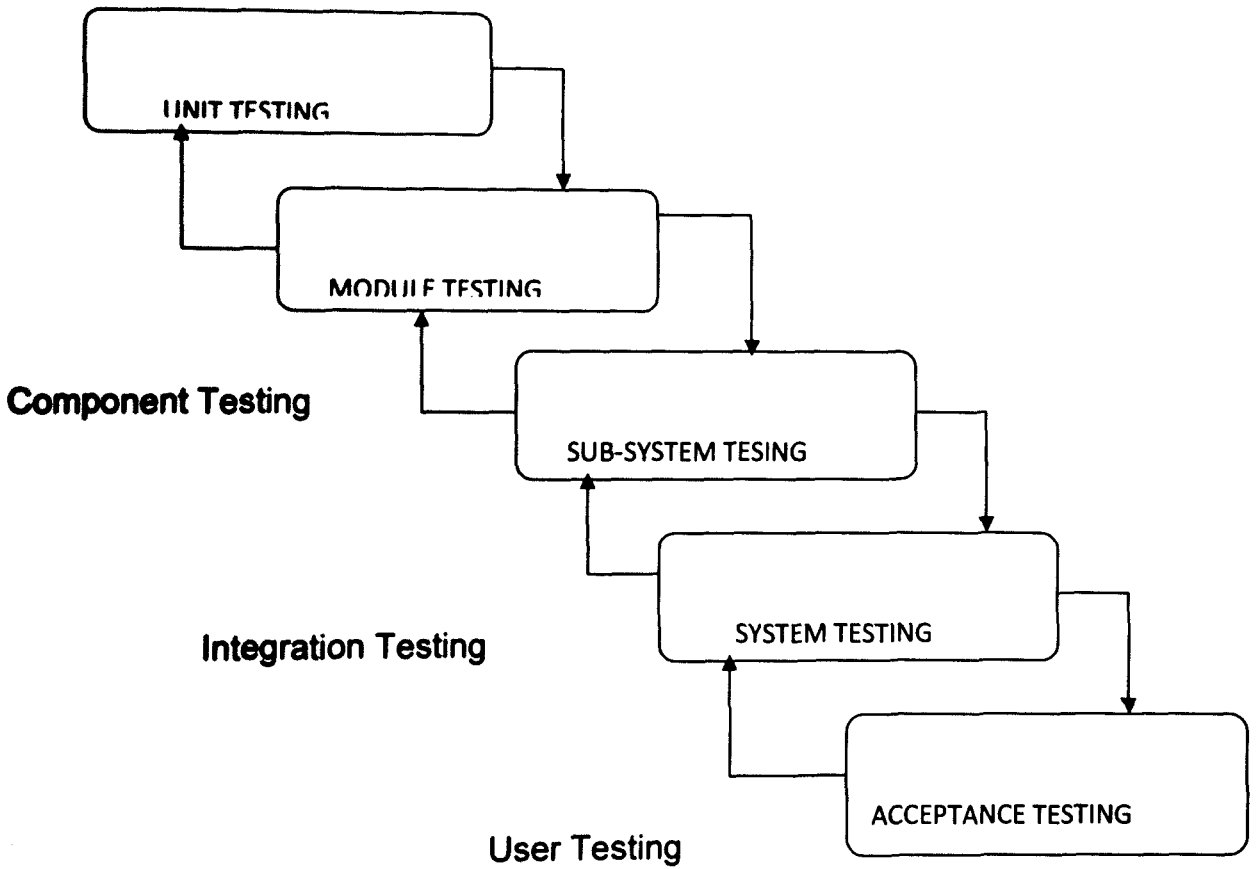 UNIT TESTING
MODULE TESTING
Component Testing
SUB-SYSTEM TESING
Integration Testing
SYSTEM TESTING
ACCEPTANCE TESTING
User Testing